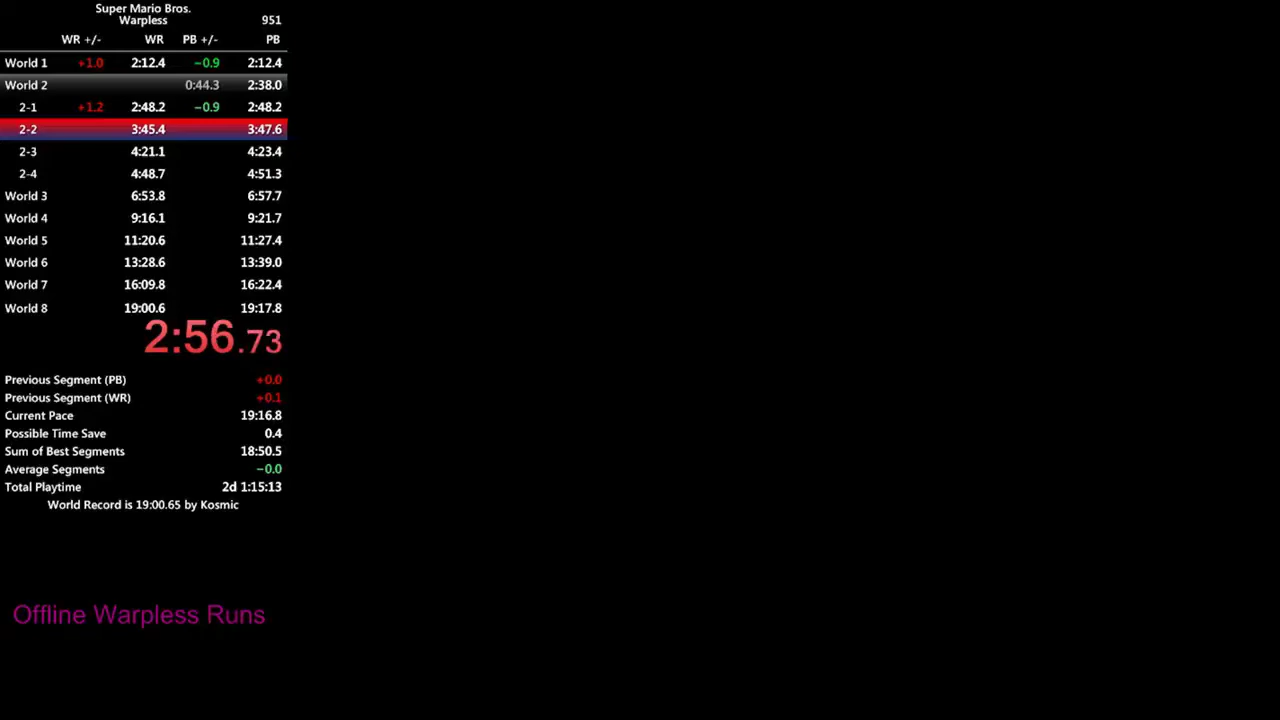 Super Mario Bros.
Warpless 951
WR +/- WR PB +/- PB
World 1 +1.0 2:12.4 −0.9 2:12.4
World 2 0:44.3 2:38.0
2-1 +1.2 2:48.2 −0.9 2:48.2
2-2 3:45.4 3:47.6
2-3 4:21.1 4:23.4
2-4 4:48.7 4:51.3
World 3 6:53.8 6:57.7
World 4 9:16.1 9:21.7
World 5 11:20.6 11:27.4
World 6 13:28.6 13:39.0
World 7 16:09.8 16:22.4
World 8 19:00.6 19:17.8
2:56.73
Previous Segment (PB) +0.0
Previous Segment (WR) +0.1
Current Pace 19:16.8
Possible Time Save 0.4
Sum of Best Segments 18:50.5
Average Segments −0.0
Total Playtime 2d 1:15:13
World Record is 19:00.65 by Kosmic
Offline Warpless Runs